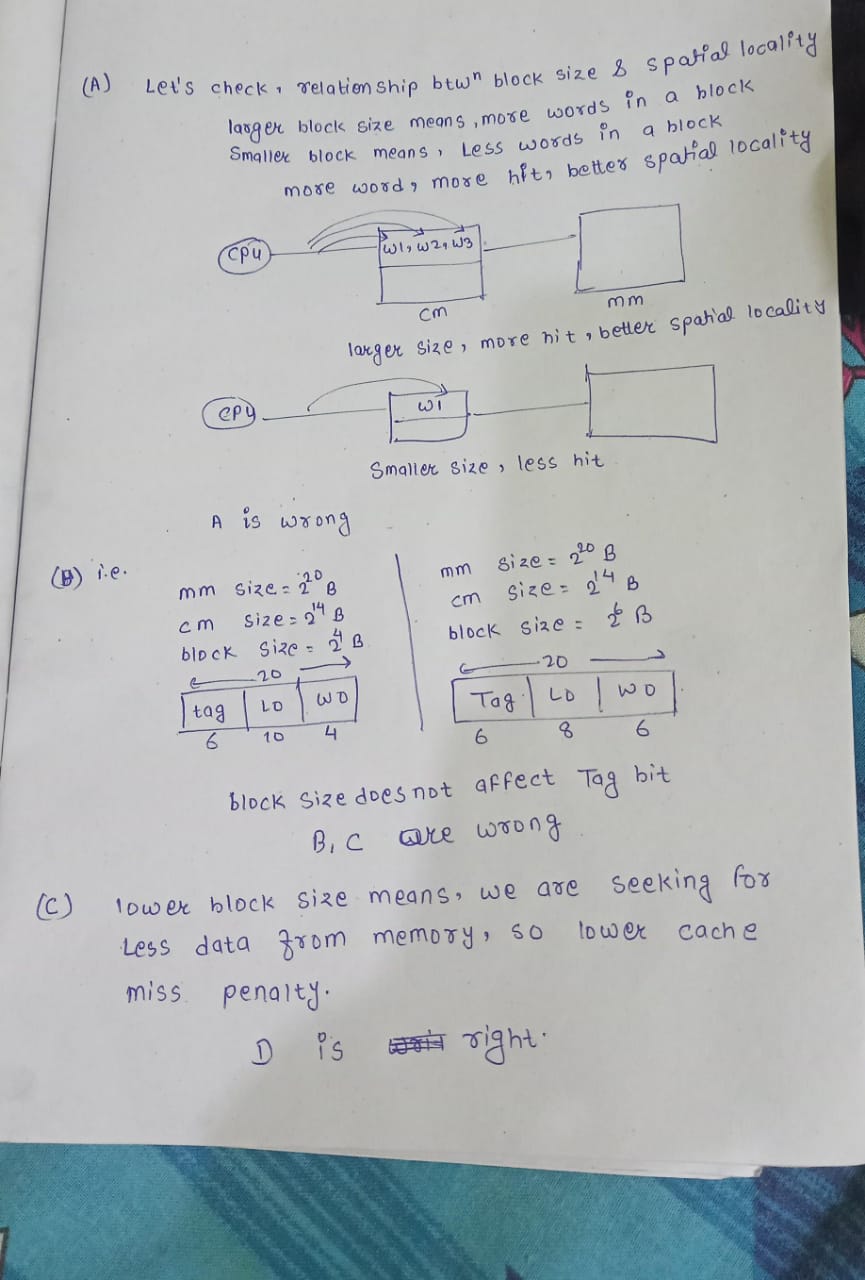 (A) Let's check, relationship btwn block size & spatial locality
larger block size means, more words in a block
Smaller block means, Less words in a block
more word, more hit, better spatial locality
CPU
W1, W2, W3
CM
mm
larger size, more hit, better spatial locality
CPU
W1
Smaller size, less hit
A is wrong
(B) i.e.
mm size = 2^20 B
cm size = 2^14 B
block size = 2^4 B
20
tag | LO | WO
6 10 4
mm size = 2^20 B
cm size = 2^14 B
block size = 2^6 B
20
Tag | LO | WO
6 8 6
block size does not affect Tag bit
B, C are wrong
(C) lower block size means, we are seeking for
Less data from memory, so lower cache
miss penalty.
D is right.